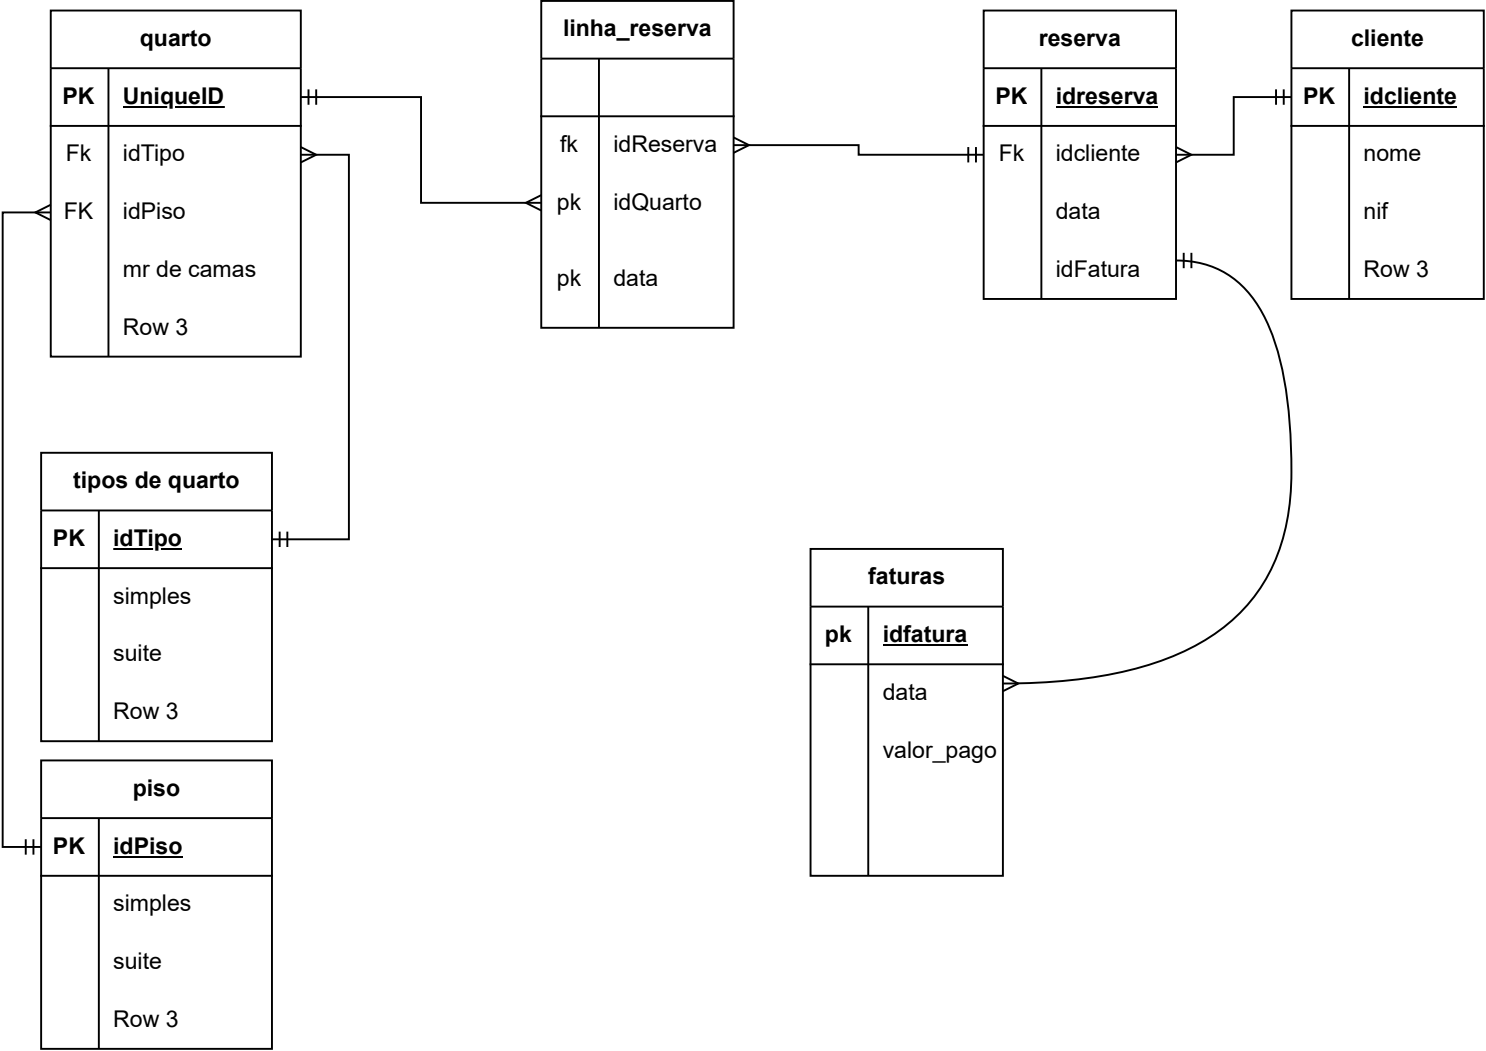 quarto
PK UniqueID
Fk idTipo
FK idPiso
mr de camas
Row 3
linha_reserva
fk idReserva
pk idQuarto
pk data
reserva
PK idreserva
Fk idcliente
data
idFatura
cliente
PK idcliente
nome
nif
Row 3
tipos de quarto
PK idTipo
simples
suite
Row 3
faturas
pk idfatura
data
valor_pago
piso
PK idPiso
simples
suite
Row 3